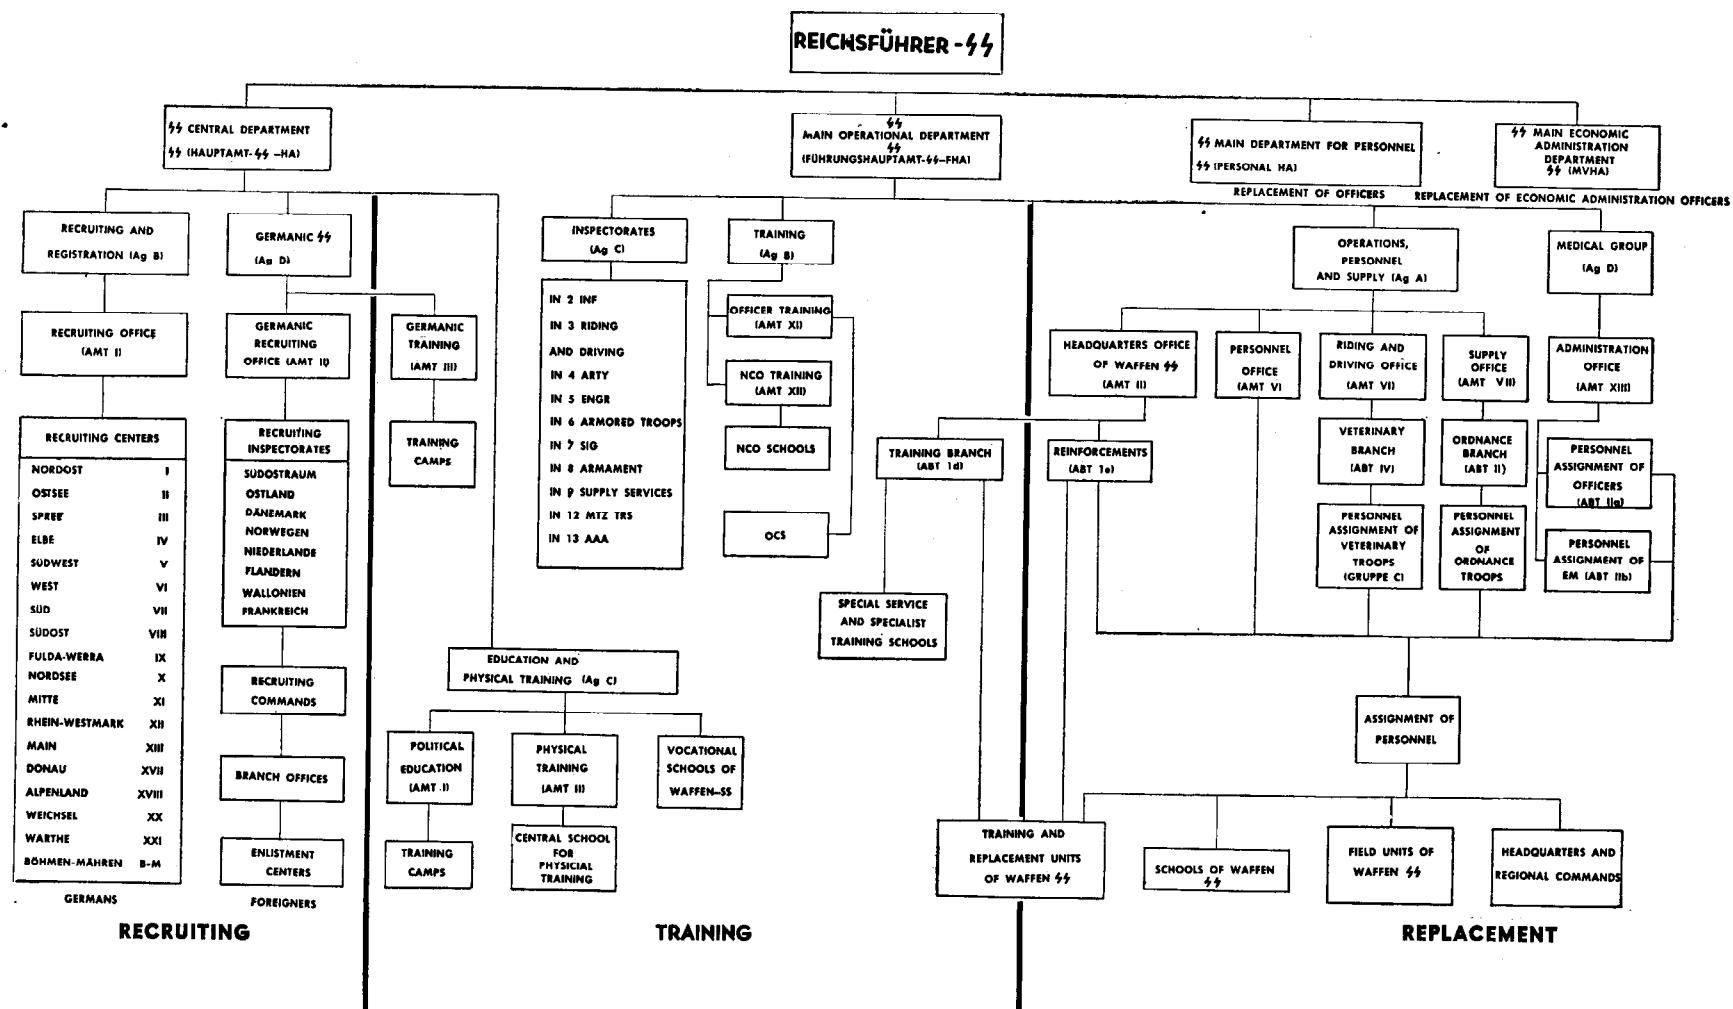 REICHSFÜHRER-ϟϟ
ϟϟ CENTRAL DEPARTMENT
ϟϟ (HAUPTAMT-ϟϟ-HA)
ϟϟ
MAIN OPERATIONAL DEPARTMENT
ϟϟ
(FÜHRUNGSHAUPTAMT-ϟϟ-FHA)
ϟϟ MAIN DEPARTMENT FOR PERSONNEL
ϟϟ (PERSONAL HA)
REPLACEMENT OF OFFICERS
ϟϟ MAIN ECONOMIC
ADMINISTRATION
DEPARTMENT
ϟϟ (MVHA)
REPLACEMENT OF ECONOMIC ADMINISTRATION OFFICERS
RECRUITING AND
REGISTRATION (Ag B)
GERMANIC ϟϟ
(Ag D)
RECRUITING OFFICE
(AMT I)
GERMANIC
RECRUITING
OFFICE (AMT II)
GERMANIC
TRAINING
(AMT III)
TRAINING
CAMPS
RECRUITING CENTERS
NORDOST I
OSTSEE II
SPREE III
ELBE IV
SÜDWEST V
WEST VI
SÜD VII
SÜDOST VIII
FULDA-WERRA IX
NORDSEE X
MITTE XI
RHEIN-WESTMARK XII
MAIN XIII
DONAU XVII
ALPENLAND XVIII
WEICHSEL XX
WARTHE XXI
BÖHMEN-MÄHREN B-M
GERMANS
RECRUITING
INSPECTORATES
SÜDOSTRAUM
OSTLAND
DÄNEMARK
NORWEGEN
NIEDERLANDE
FLANDERN
WALLONIEN
FRANKREICH
RECRUITING
COMMANDS
BRANCH OFFICES
ENLISTMENT
CENTERS
FOREIGNERS
RECRUITING
INSPECTORATES
(Ag C)
IN 2 INF
IN 3 RIDING
AND DRIVING
IN 4 ARTY
IN 5 ENGR
IN 6 ARMORED TROOPS
IN 7 SIG
IN 8 ARMAMENT
IN 9 SUPPLY SERVICES
IN 12 MTZ TRS
IN 13 AAA
TRAINING
(Ag B)
OFFICER TRAINING
(AMT XI)
NCO TRAINING
(AMT XII)
NCO SCHOOLS
OCS
EDUCATION AND
PHYSICAL TRAINING (Ag C)
POLITICAL
EDUCATION
(AMT I)
PHYSICAL
TRAINING
(AMT II)
VOCATIONAL
SCHOOLS OF
WAFFEN-SS
TRAINING
CAMPS
CENTRAL SCHOOL
FOR
PHYSICIAL
TRAINING
TRAINING
OPERATIONS,
PERSONNEL
AND SUPPLY (Ag A)
MEDICAL GROUP
(Ag D)
HEADQUARTERS OFFICE
OF WAFFEN ϟϟ
(AMT II)
PERSONNEL
OFFICE
(AMT V)
RIDING AND
DRIVING OFFICE
(AMT VI)
SUPPLY
OFFICE
(AMT VII)
ADMINISTRATION
OFFICE
(AMT XIII)
TRAINING BRANCH
(ABT 1d)
REINFORCEMENTS
(ABT 1e)
VETERINARY
BRANCH
(ABT IV)
ORDNANCE
BRANCH
(ABT II)
PERSONNEL
ASSIGNMENT OF
OFFICERS
(ABT IIa)
PERSONNEL
ASSIGNMENT OF
VETERINARY
TROOPS
(GRUPPE C)
PERSONNEL
ASSIGNMENT
OF
ORDNANCE
TROOPS
PERSONNEL
ASSIGNMENT OF
EM (ABT IIb)
SPECIAL SERVICE
AND SPECIALIST
TRAINING SCHOOLS
ASSIGNMENT OF
PERSONNEL
TRAINING AND
REPLACEMENT UNITS
OF WAFFEN ϟϟ
SCHOOLS OF WAFFEN
ϟϟ
FIELD UNITS OF
WAFFEN ϟϟ
HEADQUARTERS AND
REGIONAL COMMANDS
REPLACEMENT